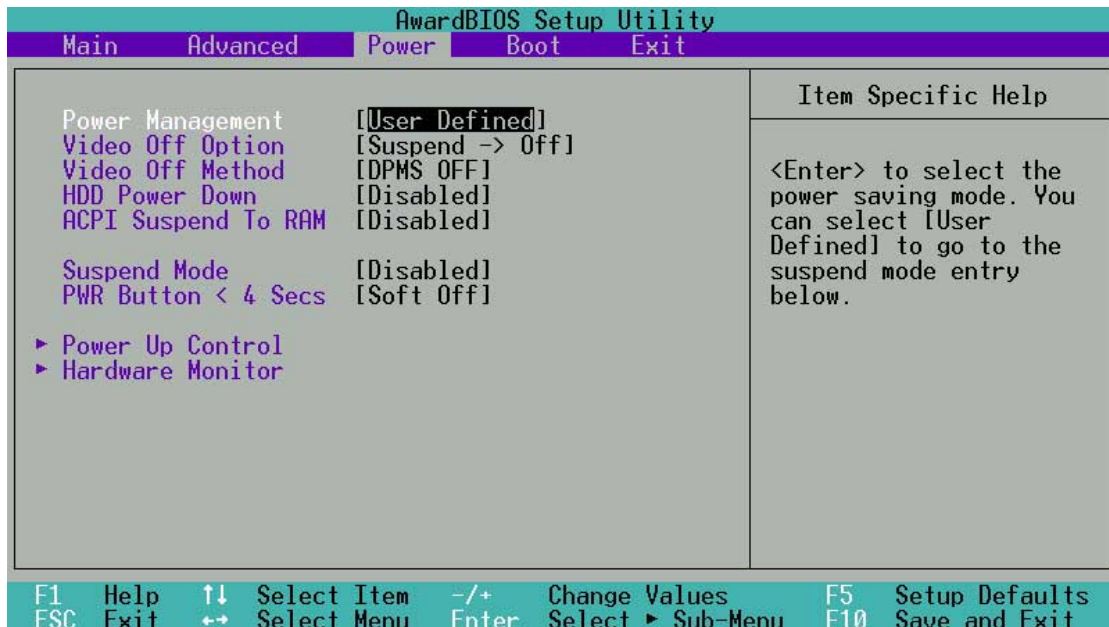 AwardBIOS Setup Utility
Main Advanced Power Boot Exit
Power Management [User Defined]
Video Off Option [Suspend -> Off]
Video Off Method [DPMS OFF]
HDD Power Down [Disabled]
ACPI Suspend To RAM [Disabled]
Suspend Mode [Disabled]
PWR Button < 4 Secs [Soft Off]
► Power Up Control
► Hardware Monitor
Item Specific Help
<Enter> to select the
power saving mode. You
can select [User
Defined] to go to the
suspend mode entry
below.
F1 Help ↑↓ Select Item -/+ Change Values F5 Setup Defaults
ESC Exit ←→ Select Menu Enter Select ► Sub-Menu F10 Save and Exit